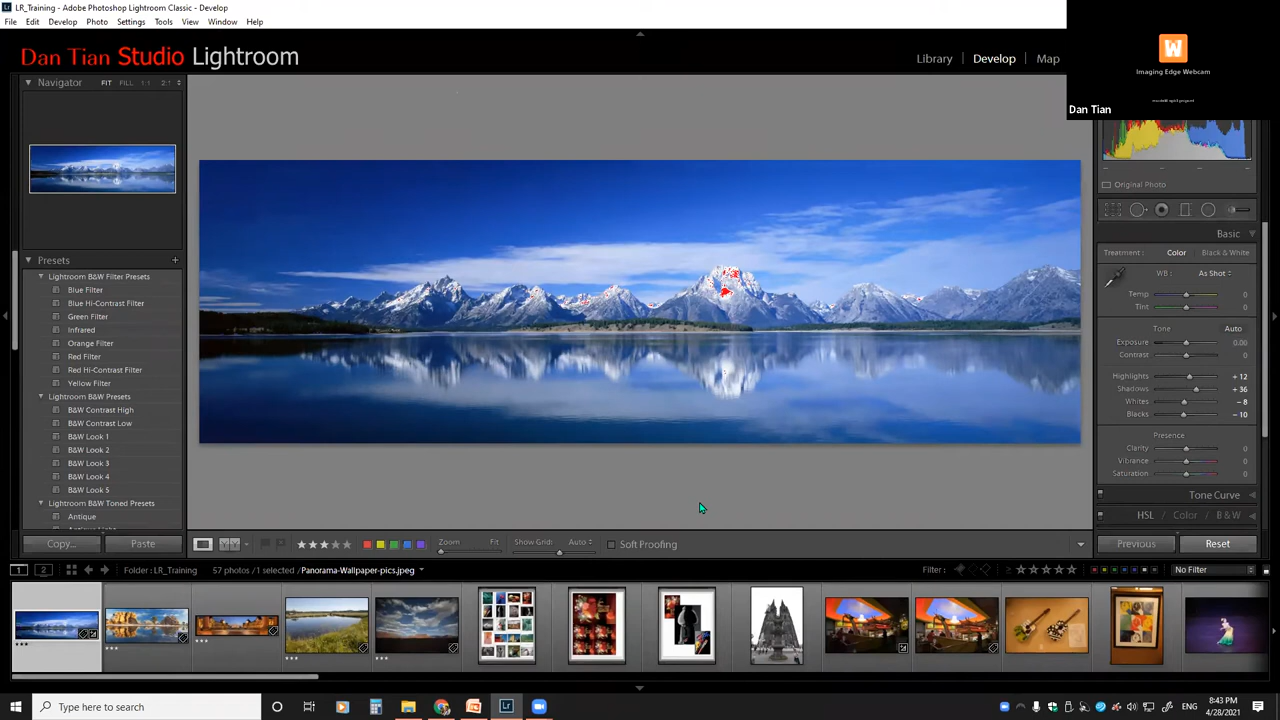 LR_Training - Adobe Photoshop Lightroom Classic - Develop
File Edit Develop Photo Settings Tools View Window Help
Dan Tian Studio Lightroom
Library Develop Map
Imaging Edge Webcam
Dan Tian
Navigator FIT FILL 1:1 2:1
Original Photo
Basic
Treatment: Color Black & White
WB: As Shot
Temp 0
Tint 0
Tone Auto
Exposure 0.00
Contrast 0
Highlights + 12
Shadows + 36
Whites - 8
Blacks - 10
Presence
Clarity 0
Vibrance 0
Saturation 0
Tone Curve
HSL / Color / B & W
Previous Reset
Presets +
Lightroom B&W Filter Presets
Blue Filter
Blue Hi-Contrast Filter
Green Filter
Infrared
Orange Filter
Red Filter
Red Hi-Contrast Filter
Yellow Filter
Lightroom B&W Presets
B&W Contrast High
B&W Contrast Low
B&W Look 1
B&W Look 2
B&W Look 3
B&W Look 4
B&W Look 5
Lightroom B&W Toned Presets
Antique
Copy... Paste
Zoom Fit Show Grid: Auto Soft Proofing
1 2 Folder: LR_Training 57 photos / 1 selected / Panorama-Wallpaper-pics.jpeg Filter: No Filter
Type here to search
ENG
8:43 PM
4/28/2021